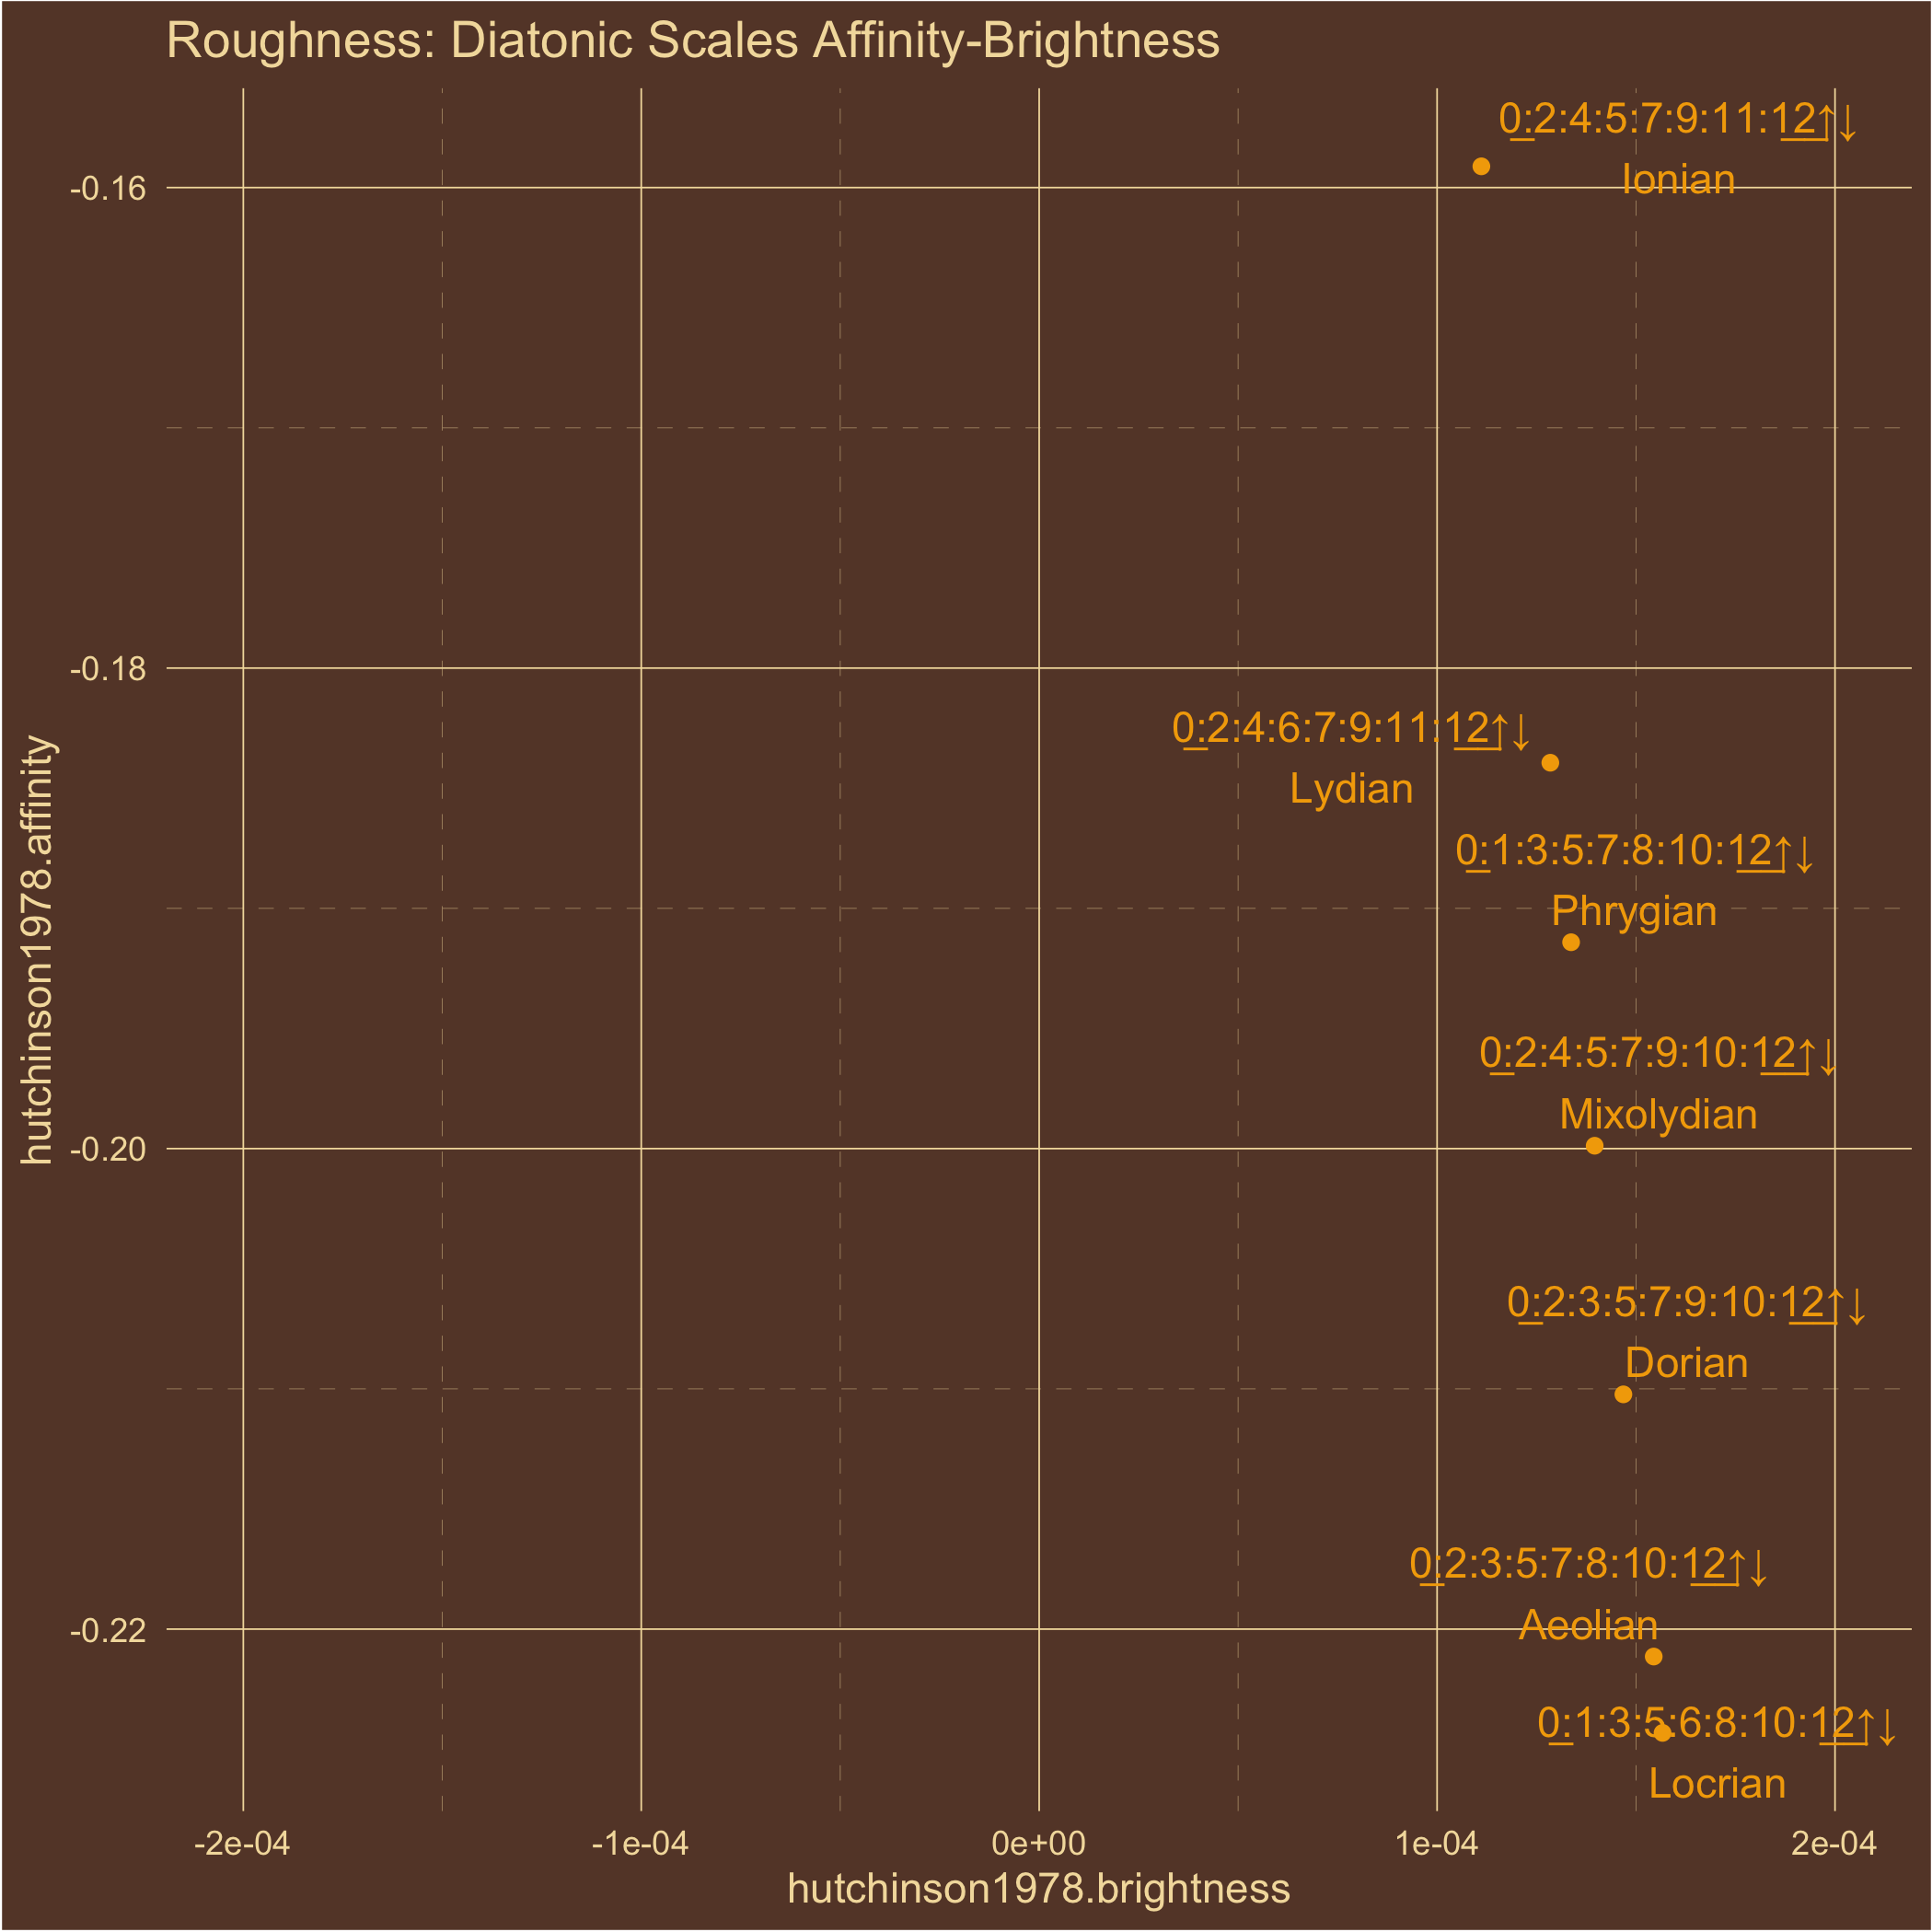 Roughness: Diatonic Scales Affinity-Brightness
0:2:4:5:7:9:11:12↑↓
Ionian
-0.16
-0.18
0:2:4:6:7:9:11:12↑↓
Lydian
0:1:3:5:7:8:10:12↑↓
Phrygian
hutchinson1978.affinity
0:2:4:5:7:9:10:12↑↓
Mixolydian
-0.20
0:2:3:5:7:9:10:12↑↓
Dorian
0:2:3:5:7:8:10:12↑↓
Aeolian
-0.22
0:1:3:5:6:8:10:12↑↓
Locrian
-2e-04 -1e-04 0e+00 1e-04 2e-04
hutchinson1978.brightness